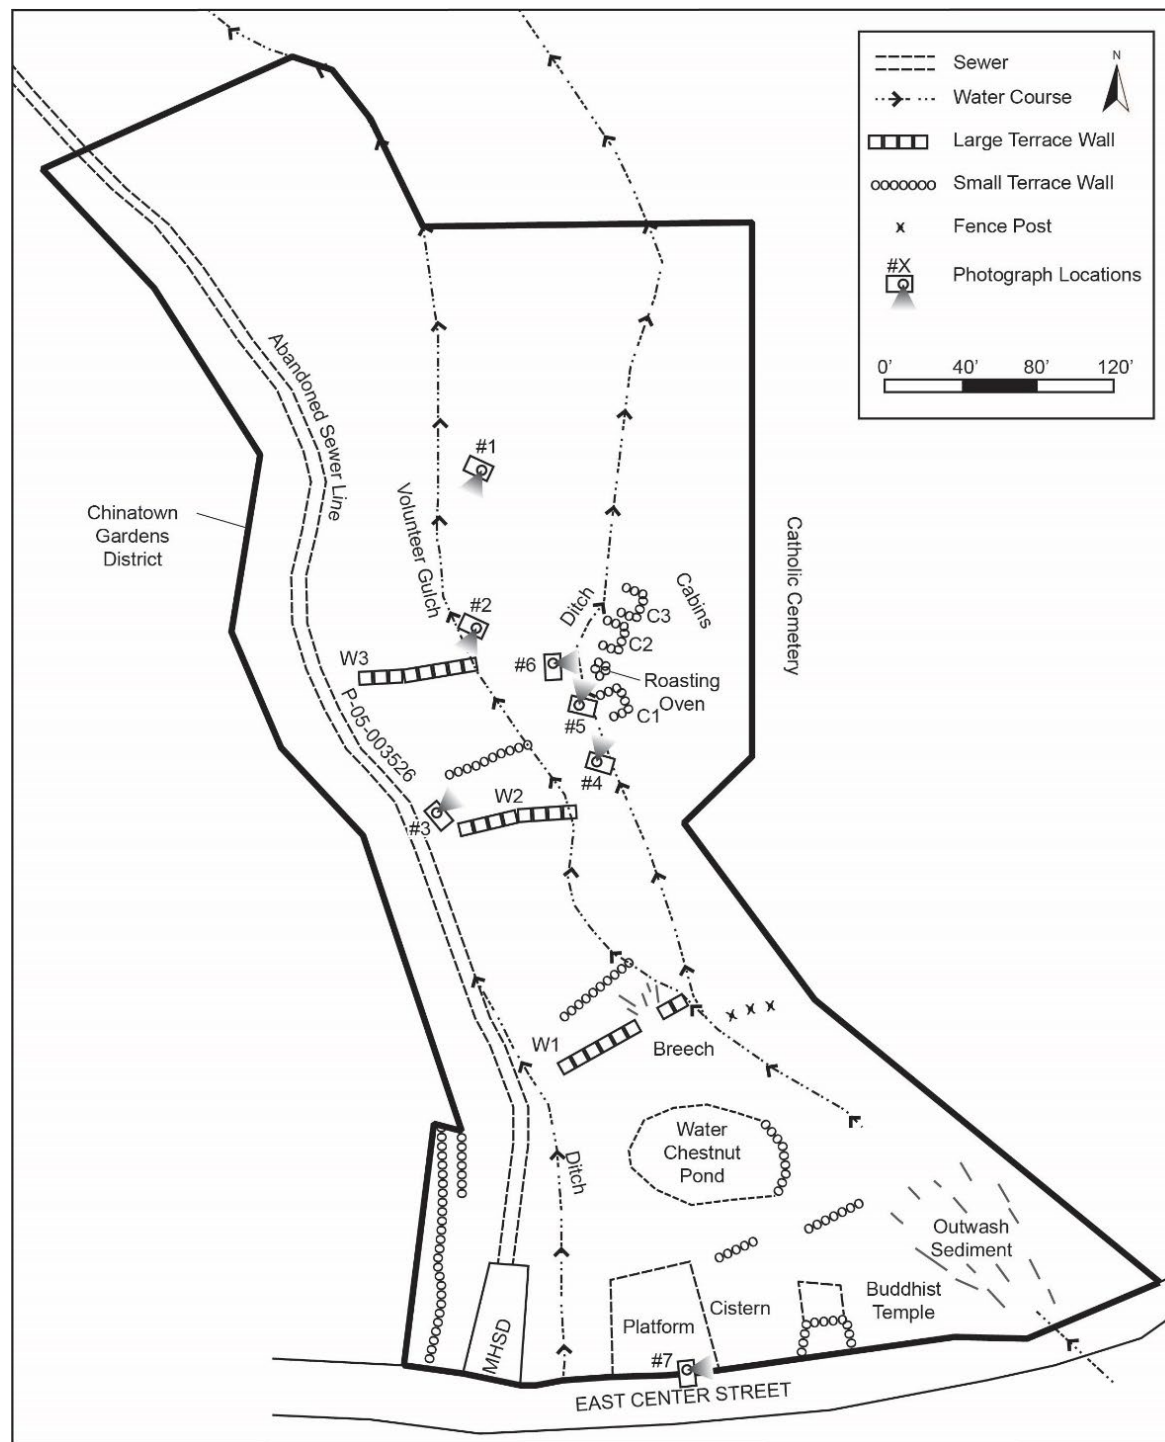 Sewer
N
Water Course
Large Terrace Wall
Small Terrace Wall
x Fence Post
#X
Photograph Locations
0' 40' 80' 120'
Abandoned Sewer Line
#1
Volunteer Gulch
Chinatown
Gardens
District
Catholic Cemetery
Cabins
Ditch
#2
C3
C2
W3
#6
Roasting
Oven
C1
#5
P-05-003526
#4
W2
#3
x x x
W1
Breech
Water
Chestnut
Pond
Ditch
Outwash
Sediment
Buddhist
Temple
Cistern
Platform
MHSD
#7
EAST CENTER STREET